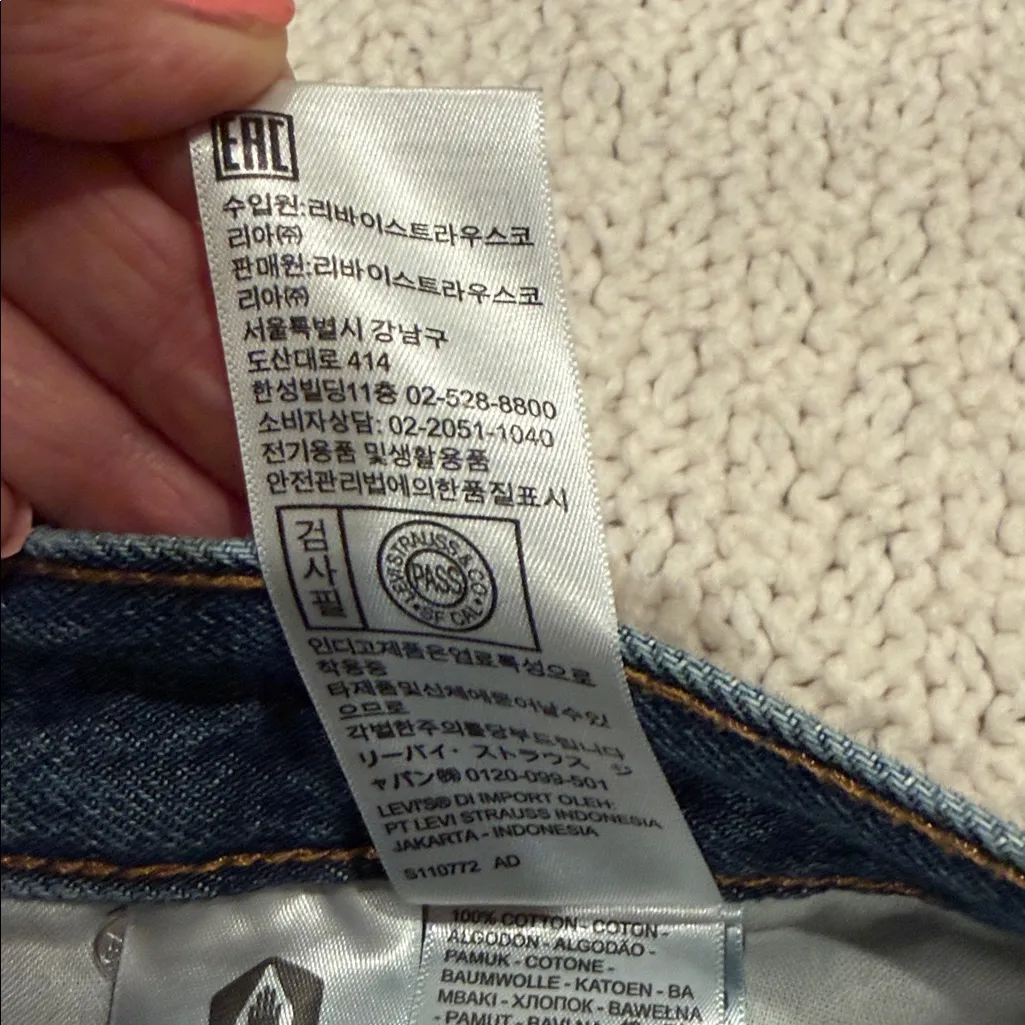 EAC
수입원:리바이스트라우스코
리아㈜
판매원:리바이스트라우스코
리아㈜
서울특별시 강남구
도산대로 414
한성빌딩11층 02-528-8800
소비자상담: 02-2051-1040
전기용품 및생활용품
안전관리법에의한품질표시
검사필
LEVI STRAUSS & CO
PASS
SF CAL
인디고제품은염료특성으로
착용중
타제품및신체에묻어날수있
으므로
각별한주의를당부드립니다
リーバイ・ストラウス ジ
ャパン㈱ 0120-099-501
LEVI'S® DI IMPORT OLEH:
PT LEVI STRAUSS INDONESIA
JAKARTA - INDONESIA
S110772 AD
100% COTTON - COTON -
ALGODON - ALGODÃO -
PAMUK - COTONE -
BAUMWOLLE - KATOEN - BA
MBAKI - ХЛОПОК - BAWEŁNA
- PAMUT -